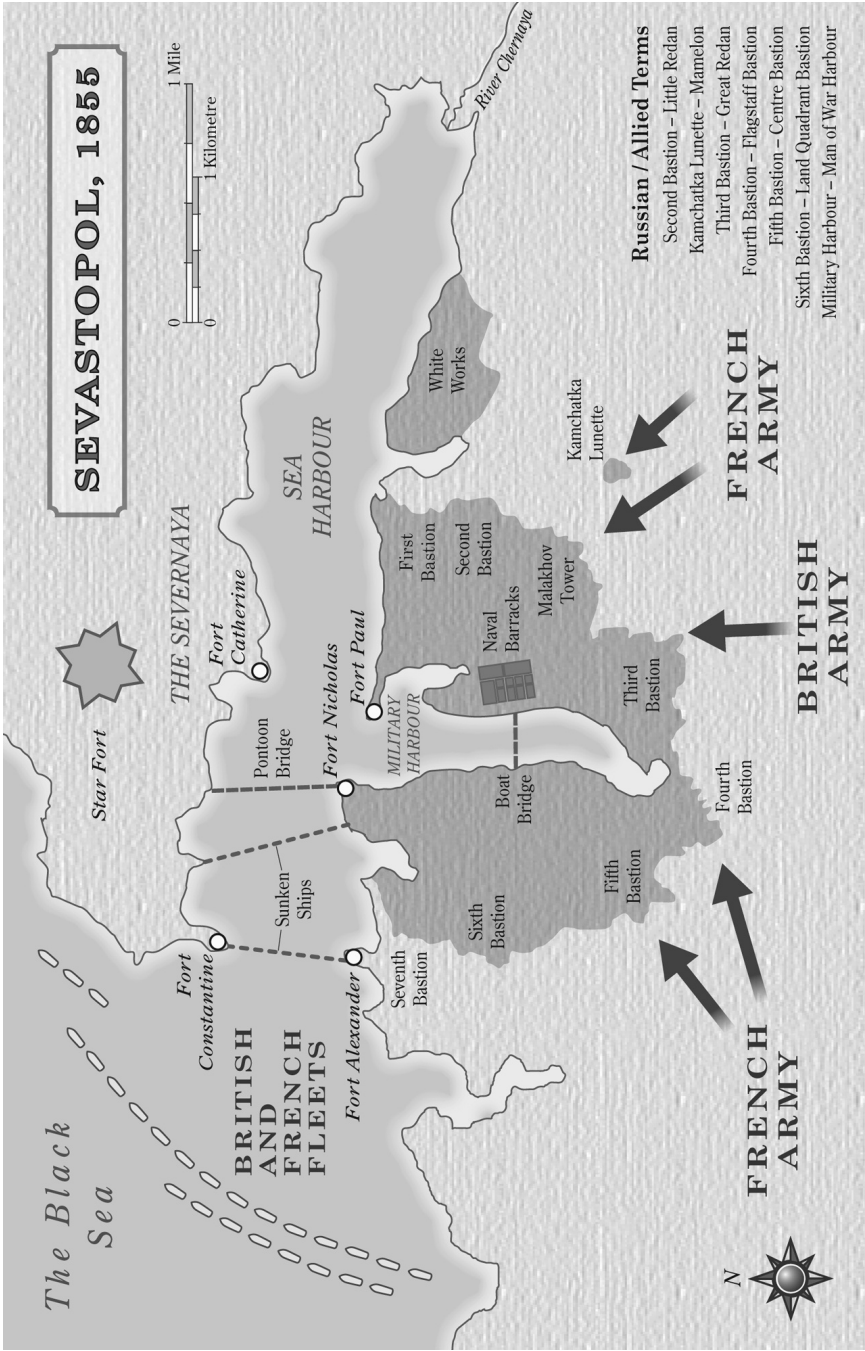 SEVASTOPOL, 1855
0
1 Mile
0
1 Kilometre
The Black
Sea
Star Fort
THE SEVERNAYA
Fort
Constantine
Fort
Catherine
BRITISH
AND
FRENCH
FLEETS
Sunken
Ships
Pontoon
Bridge
SEA
HARBOUR
River Chernaya
Fort Alexander
Fort Nicholas
Fort Paul
MILITARY
HARBOUR
Seventh
Bastion
First
Bastion
White
Works
Sixth
Bastion
Boat
Bridge
Naval
Barracks
Second
Bastion
Malakhov
Tower
Kamchatka
Lunette
Fifth
Bastion
Third
Bastion
Fourth
Bastion
FRENCH
ARMY
BRITISH
ARMY
FRENCH
ARMY
N
Russian / Allied Terms
Second Bastion – Little Redan
Kamchatka Lunette – Mamelon
Third Bastion – Great Redan
Fourth Bastion – Flagstaff Bastion
Fifth Bastion – Centre Bastion
Sixth Bastion – Land Quadrant Bastion
Military Harbour – Man of War Harbour